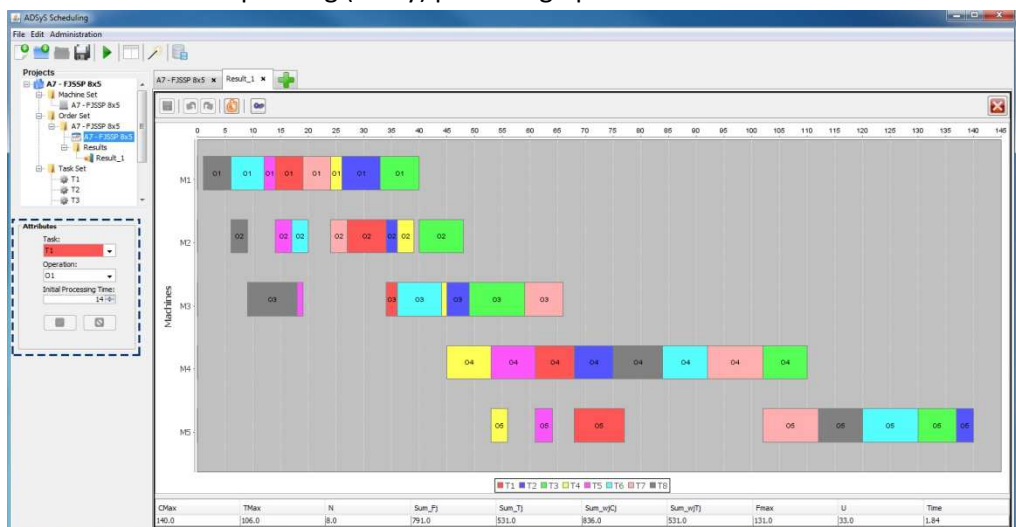 ADSyS Scheduling
File Edit Administration
Projects
A7 - FJSSP 8x5
Machine Set
A7 - FJSSP 8x5
Order Set
A7 - FJSSP 8x5
A7 - FJSSP 8x5
Results
Result_1
Task Set
T1
T2
T3
Attributes
Task:
T1
Operation:
O1
Initial Processing Time:
14
A7 - FJSSP 8x5 Result_1
0 5 10 15 20 25 30 35 40 45 50 55 60 65 70 75 80 85 90 95 100 105 110 115 120 125 130 135 140 145
Machines
M1 O1 O1 O1 O1 O1 O1 O1 O1
M2 O2 O2 O2 O2 O2 O2 O2 O2
M3 O3 O3 O3 O3 O3 O3
M4 O4 O4 O4 O4 O4 O4 O4 O4
M5 O5 O5 O5 O5 O5 O5 O5 O5
T1 T2 T3 T4 T5 T6 T7 T8
CMax TMax N Sum_Fj Sum_Tj Sum_wjCj Sum_wjTj Fmax U Time
140.0 106.0 8.0 791.0 531.0 836.0 531.0 131.0 33.0 1.84